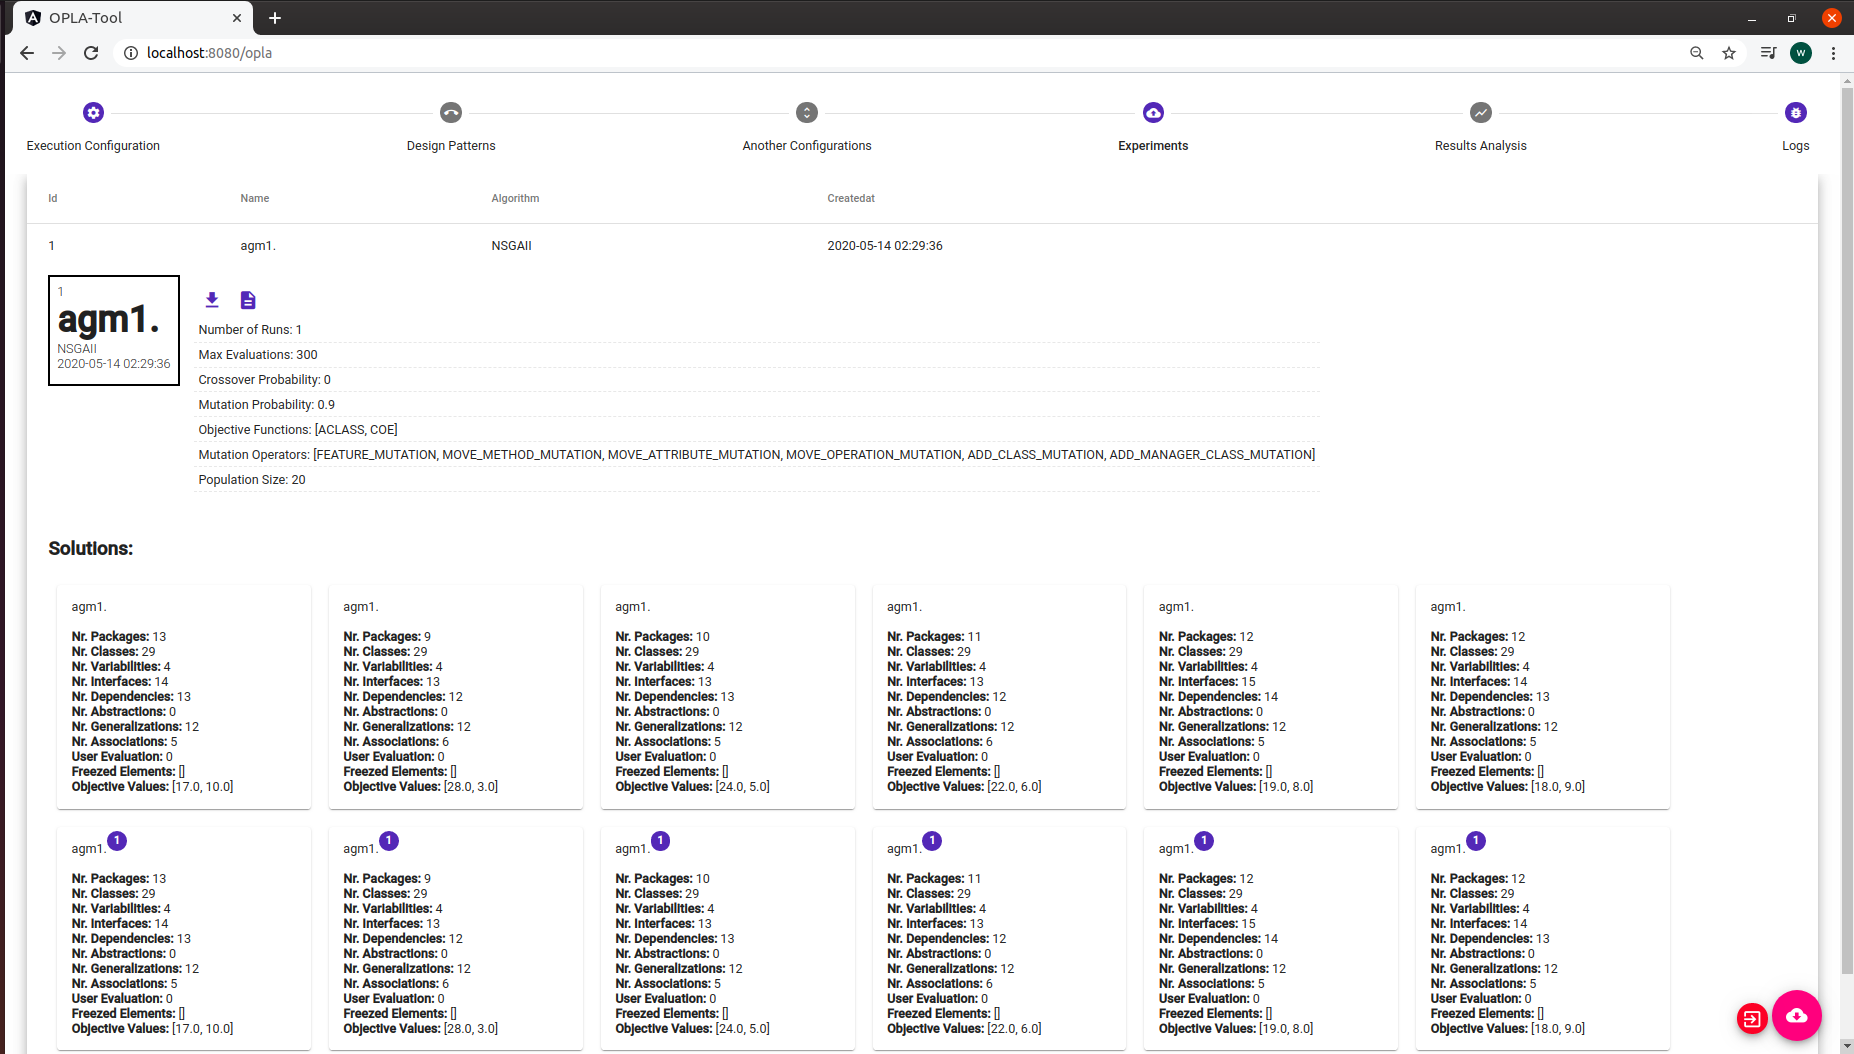 OPLA-Tool
localhost:8080/opla
W
Execution Configuration
Design Patterns
Another Configurations
Experiments
Results Analysis
Logs
Id Name Algorithm Createdat
1 agm1. NSGAII 2020-05-14 02:29:36
1
agm1.
NSGAII
2020-05-14 02:29:36
Number of Runs: 1
Max Evaluations: 300
Crossover Probability: 0
Mutation Probability: 0.9
Objective Functions: [ACLASS, COE]
Mutation Operators: [FEATURE_MUTATION, MOVE_METHOD_MUTATION, MOVE_ATTRIBUTE_MUTATION, MOVE_OPERATION_MUTATION, ADD_CLASS_MUTATION, ADD_MANAGER_CLASS_MUTATION]
Population Size: 20
Solutions:
agm1.
Nr. Packages: 13
Nr. Classes: 29
Nr. Variabilities: 4
Nr. Interfaces: 14
Nr. Dependencies: 13
Nr. Abstractions: 0
Nr. Generalizations: 12
Nr. Associations: 5
User Evaluation: 0
Freezed Elements: []
Objective Values: [17.0, 10.0]
agm1.
Nr. Packages: 9
Nr. Classes: 29
Nr. Variabilities: 4
Nr. Interfaces: 13
Nr. Dependencies: 12
Nr. Abstractions: 0
Nr. Generalizations: 12
Nr. Associations: 6
User Evaluation: 0
Freezed Elements: []
Objective Values: [28.0, 3.0]
agm1.
Nr. Packages: 10
Nr. Classes: 29
Nr. Variabilities: 4
Nr. Interfaces: 13
Nr. Dependencies: 13
Nr. Abstractions: 0
Nr. Generalizations: 12
Nr. Associations: 5
User Evaluation: 0
Freezed Elements: []
Objective Values: [24.0, 5.0]
agm1.
Nr. Packages: 11
Nr. Classes: 29
Nr. Variabilities: 4
Nr. Interfaces: 13
Nr. Dependencies: 12
Nr. Abstractions: 0
Nr. Generalizations: 12
Nr. Associations: 6
User Evaluation: 0
Freezed Elements: []
Objective Values: [22.0, 6.0]
agm1.
Nr. Packages: 12
Nr. Classes: 29
Nr. Variabilities: 4
Nr. Interfaces: 15
Nr. Dependencies: 14
Nr. Abstractions: 0
Nr. Generalizations: 12
Nr. Associations: 5
User Evaluation: 0
Freezed Elements: []
Objective Values: [19.0, 8.0]
agm1.
Nr. Packages: 12
Nr. Classes: 29
Nr. Variabilities: 4
Nr. Interfaces: 14
Nr. Dependencies: 13
Nr. Abstractions: 0
Nr. Generalizations: 12
Nr. Associations: 5
User Evaluation: 0
Freezed Elements: []
Objective Values: [18.0, 9.0]
agm1. 1
Nr. Packages: 13
Nr. Classes: 29
Nr. Variabilities: 4
Nr. Interfaces: 14
Nr. Dependencies: 13
Nr. Abstractions: 0
Nr. Generalizations: 12
Nr. Associations: 5
User Evaluation: 0
Freezed Elements: []
Objective Values: [17.0, 10.0]
agm1. 1
Nr. Packages: 9
Nr. Classes: 29
Nr. Variabilities: 4
Nr. Interfaces: 13
Nr. Dependencies: 12
Nr. Abstractions: 0
Nr. Generalizations: 12
Nr. Associations: 6
User Evaluation: 0
Freezed Elements: []
Objective Values: [28.0, 3.0]
agm1. 1
Nr. Packages: 10
Nr. Classes: 29
Nr. Variabilities: 4
Nr. Interfaces: 13
Nr. Dependencies: 13
Nr. Abstractions: 0
Nr. Generalizations: 12
Nr. Associations: 5
User Evaluation: 0
Freezed Elements: []
Objective Values: [24.0, 5.0]
agm1. 1
Nr. Packages: 11
Nr. Classes: 29
Nr. Variabilities: 4
Nr. Interfaces: 13
Nr. Dependencies: 12
Nr. Abstractions: 0
Nr. Generalizations: 12
Nr. Associations: 6
User Evaluation: 0
Freezed Elements: []
Objective Values: [22.0, 6.0]
agm1. 1
Nr. Packages: 12
Nr. Classes: 29
Nr. Variabilities: 4
Nr. Interfaces: 15
Nr. Dependencies: 14
Nr. Abstractions: 0
Nr. Generalizations: 12
Nr. Associations: 5
User Evaluation: 0
Freezed Elements: []
Objective Values: [19.0, 8.0]
agm1. 1
Nr. Packages: 12
Nr. Classes: 29
Nr. Variabilities: 4
Nr. Interfaces: 14
Nr. Dependencies: 13
Nr. Abstractions: 0
Nr. Generalizations: 12
Nr. Associations: 5
User Evaluation: 0
Freezed Elements: []
Objective Values: [18.0, 9.0]